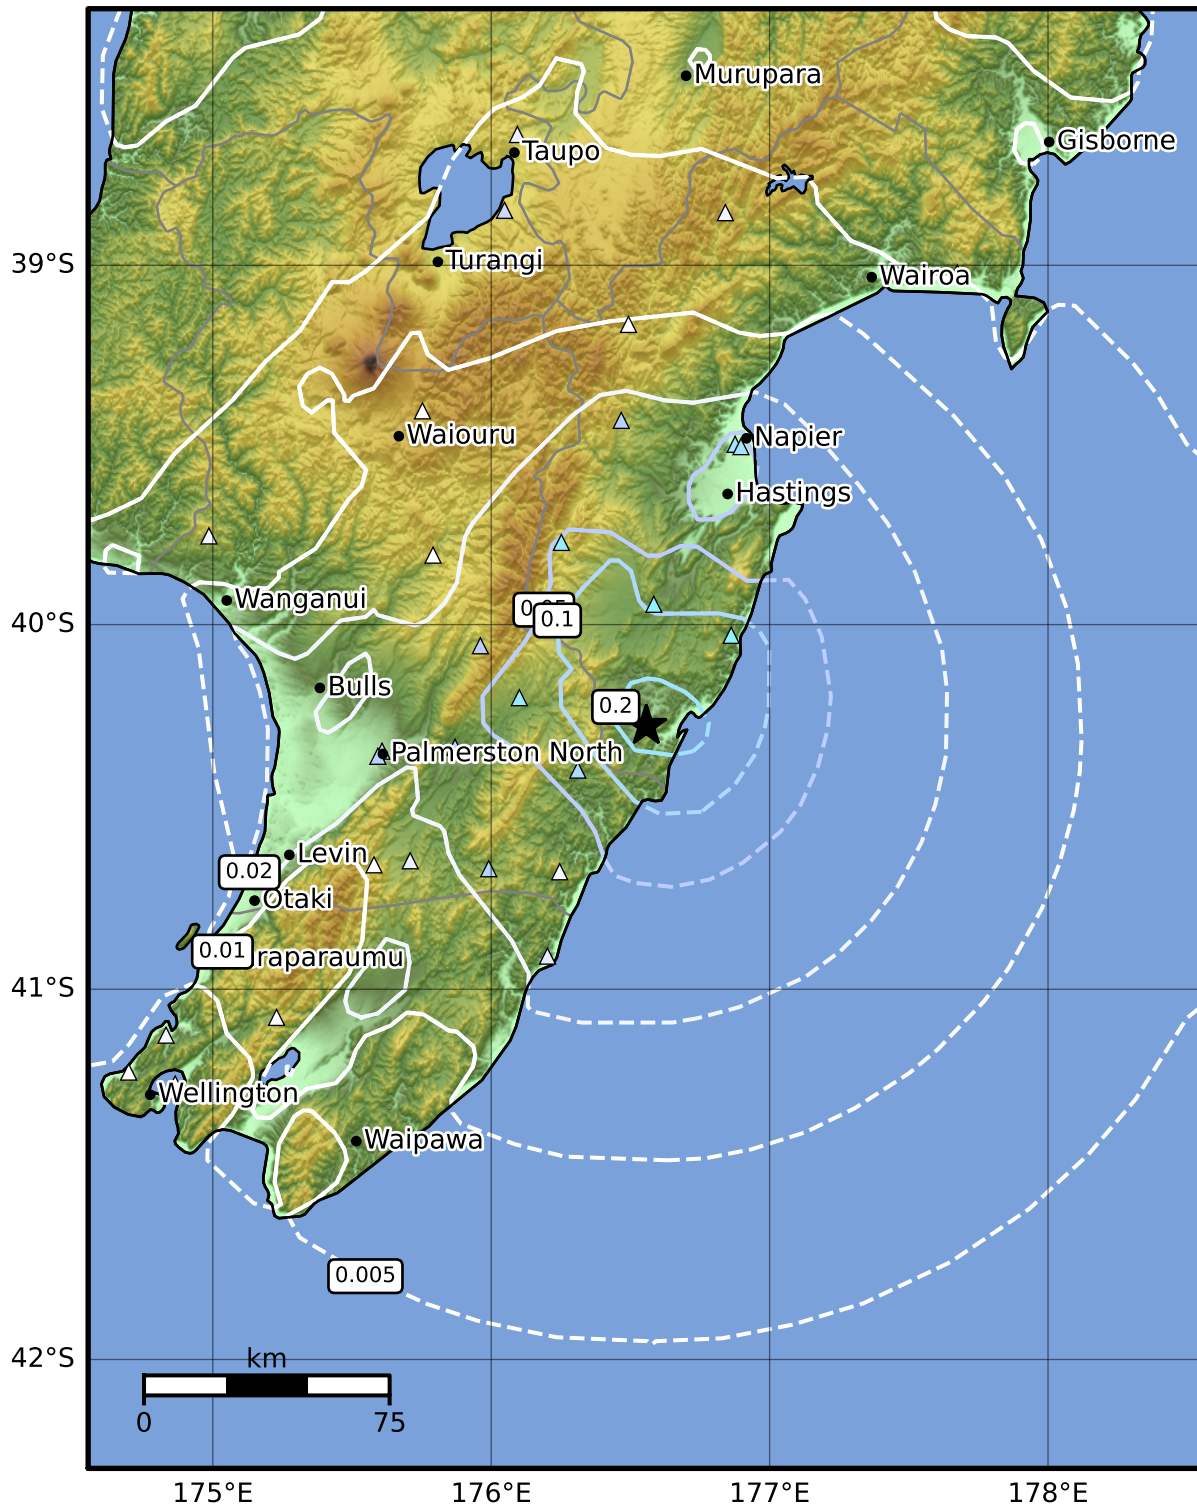 Murupara
Gisborne
Taupo
Turangi
39°S
Wairoa
Waiouru
Napier
Hastings
Wanganui
0.1
40°S
Bulls
0.2
Palmerston North
Levin
0.02
Otaki
0.01
raparaumu
41°S
Wellington
Waipawa
0.005
42°S
km
0
75
175°E
176°E
177°E
178°E